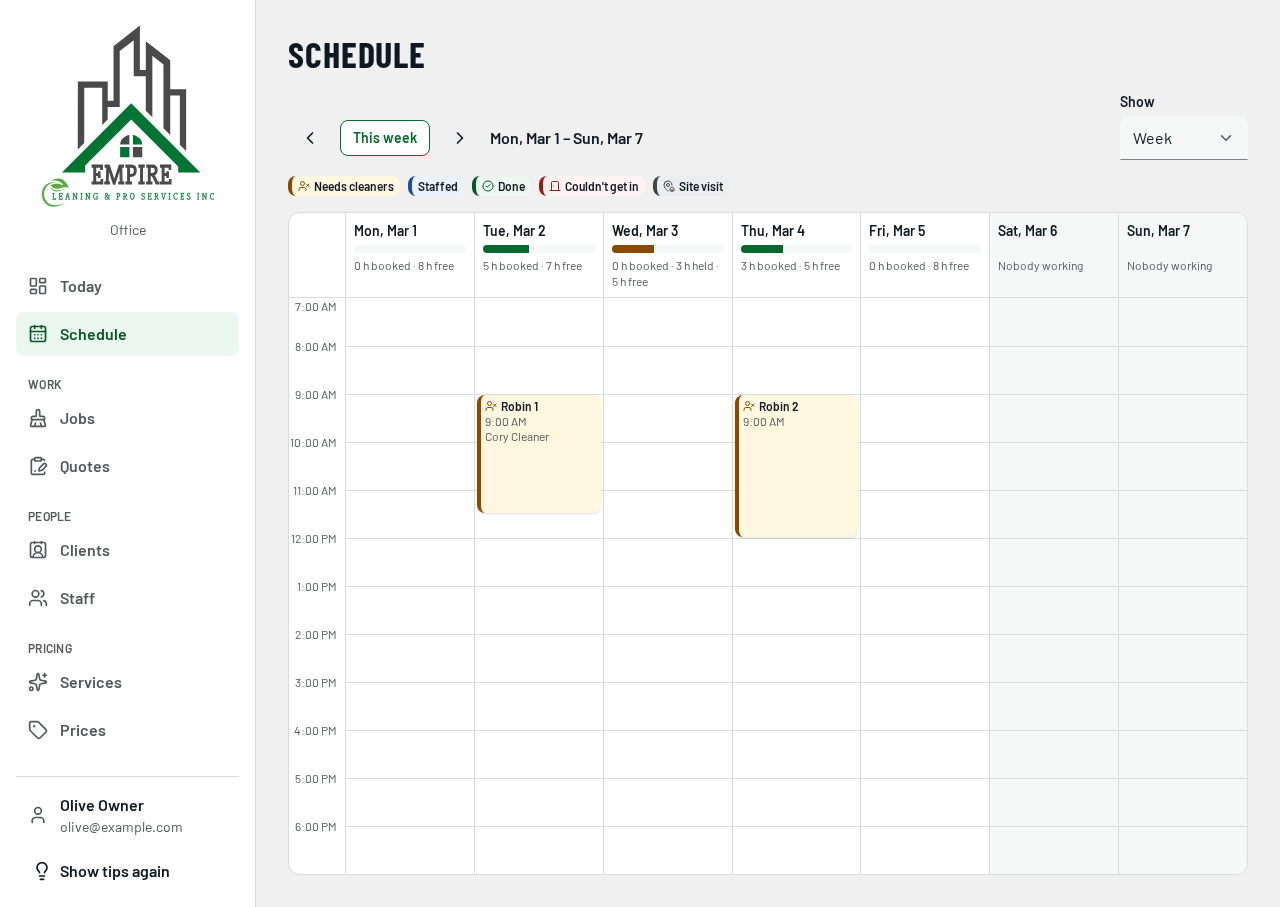 EMPIRE
LEANING & PRO SERVICES INC
Office
Today
Schedule
WORK
Jobs
Quotes
PEOPLE
Clients
Staff
PRICING
Services
Prices
Olive Owner
olive@example.com
Show tips again
SCHEDULE
Show
This week
Mon, Mar 1 – Sun, Mar 7
Week
Needs cleaners
Staffed
Done
Couldn't get in
Site visit
Mon, Mar 1
0 h booked · 8 h free
Tue, Mar 2
5 h booked · 7 h free
Wed, Mar 3
0 h booked · 3 h held ·
5 h free
Thu, Mar 4
3 h booked · 5 h free
Fri, Mar 5
0 h booked · 8 h free
Sat, Mar 6
Nobody working
Sun, Mar 7
Nobody working
7:00 AM
8:00 AM
9:00 AM
10:00 AM
11:00 AM
12:00 PM
1:00 PM
2:00 PM
3:00 PM
4:00 PM
5:00 PM
6:00 PM
Robin 1
9:00 AM
Cory Cleaner
Robin 2
9:00 AM